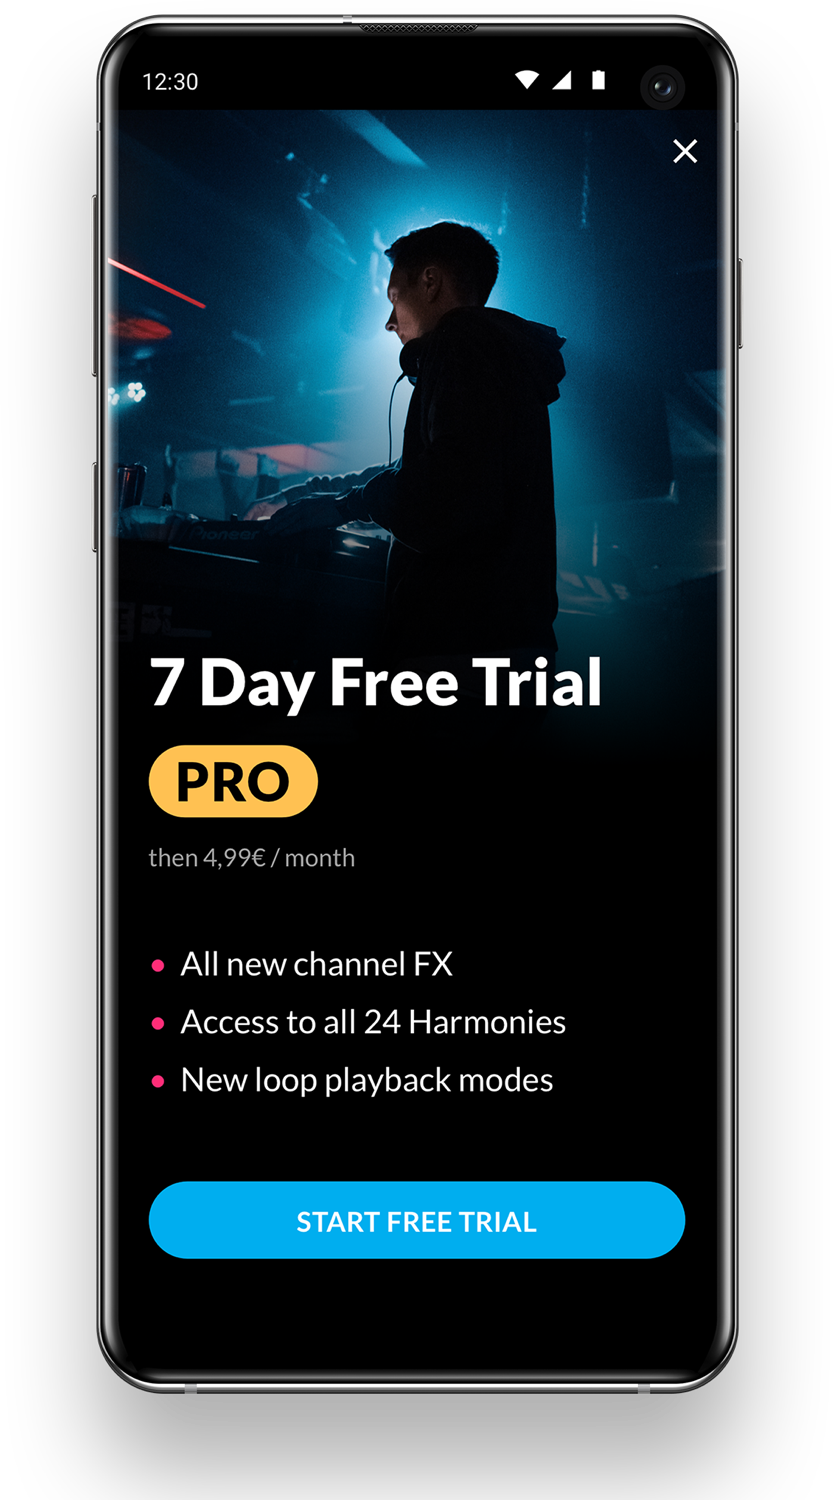 12:30
Pioneer
7 Day Free Trial
PRO
then 4,99€ / month
All new channel FX
Access to all 24 Harmonies
New loop playback modes
START FREE TRIAL